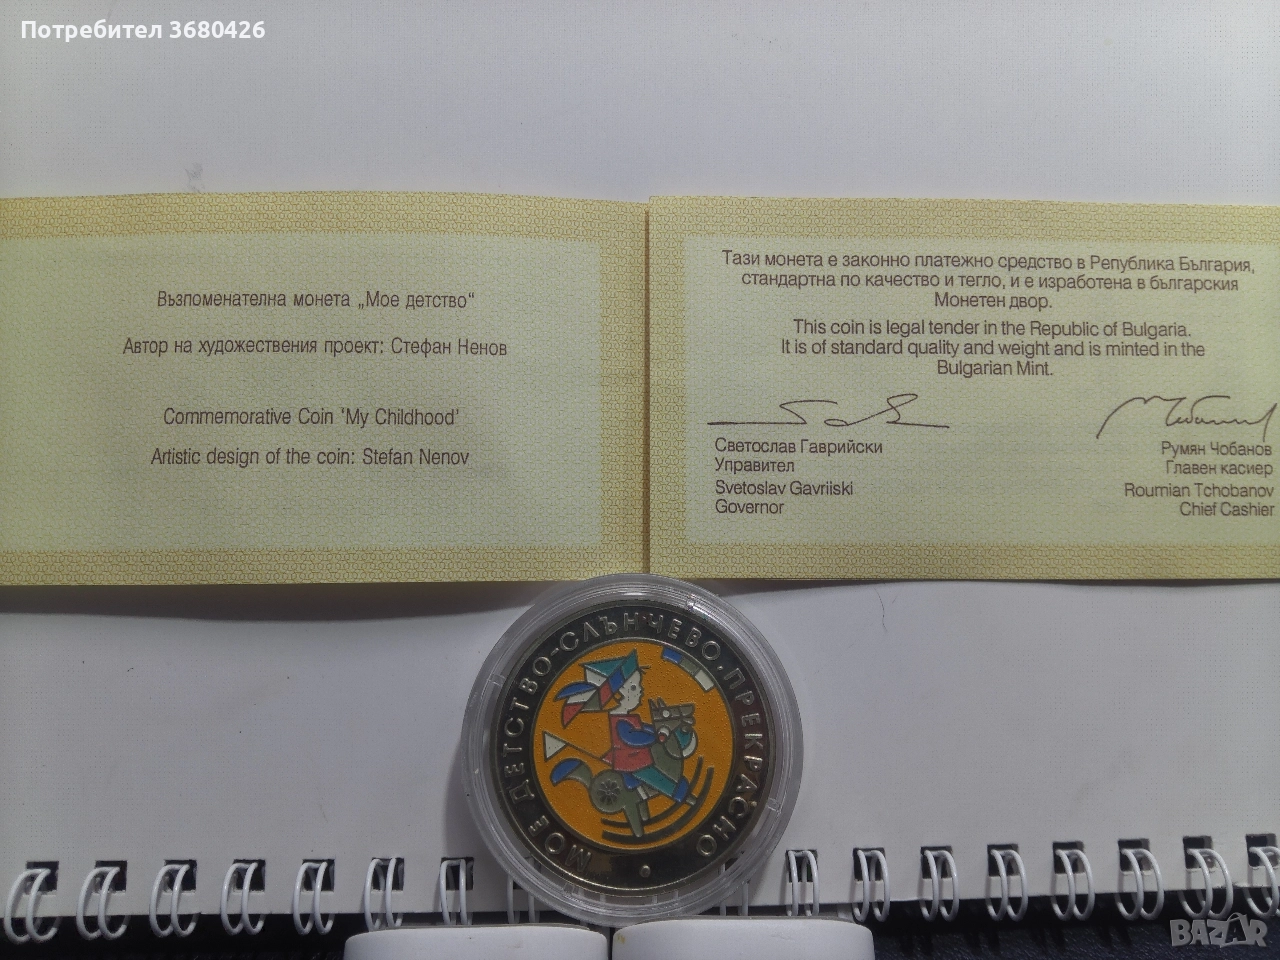 Потребител 3680426
Възпоменателна монета „Мое детство“
Автор на художествения проект: Стефан Ненов
Commemorative Coin 'My Childhood'
Artistic design of the coin: Stefan Nenov
Тази монета е законно платежно средство в Република България,
стандартна по качество и тегло, и е изработена в българския
Монетен двор.
This coin is legal tender in the Republic of Bulgaria.
It is of standard quality and weight and is minted in the
Bulgarian Mint.
Светослав Гаврийски
Управител
Svetoslav Gavriiski
Governor
Румян Чобанов
Главен касиер
Roumian Tchobanov
Chief Cashier
МОЕ ДЕТСТВО-СЛЪНЧЕВО, ПРЕКРАСНО
BAZAR